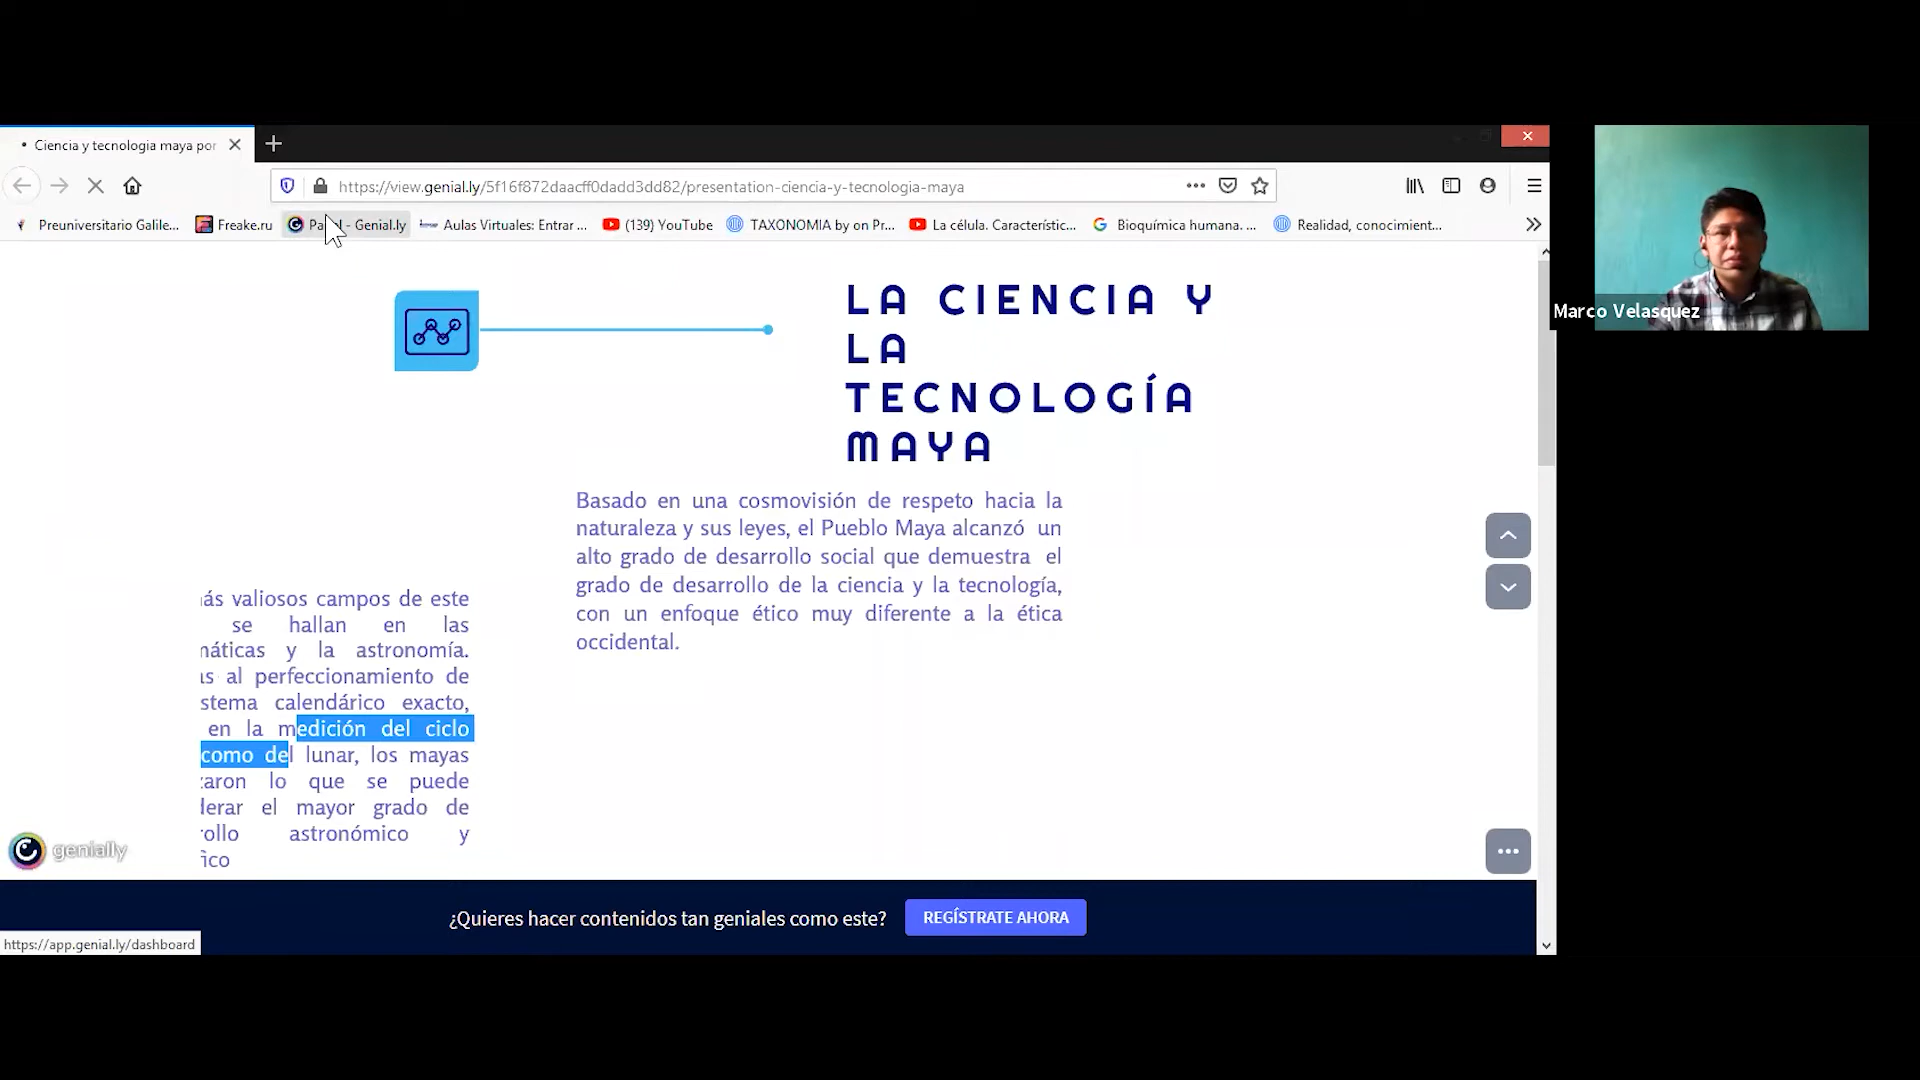 Ciencia y tecnologia maya por
https://view.genial.ly/5f16f872daacff0dadd3dd82/presentation-ciencia-y-tecnologia-maya
Preuniversitario Galile...
Freake.ru
- Genial.ly
Aulas Virtuales: Entrar ...
(139) YouTube
TAXONOMIA by on Pr...
La célula. Característic...
Bioquímica humana. ...
Realidad, conocimient...
LA CIENCIA Y
LA
TECNOLOGÍA
MAYA
Basado en una cosmovisión de respeto hacia la
naturaleza y sus leyes, el Pueblo Maya alcanzó un
alto grado de desarrollo social que demuestra el
grado de desarrollo de la ciencia y la tecnología,
con un enfoque ético muy diferente a la ética
occidental.
ás valiosos campos de este
se hallan en las
máticas y la astronomía.
as al perfeccionamiento de
stema calendárico exacto,
en la medición del ciclo
como del lunar, los mayas
zaron lo que se puede
derar el mayor grado de
rollo astronómico y
fico
genially
¿Quieres hacer contenidos tan geniales como este?
REGÍSTRATE AHORA
https://app.genial.ly/dashboard
Marco Velasquez